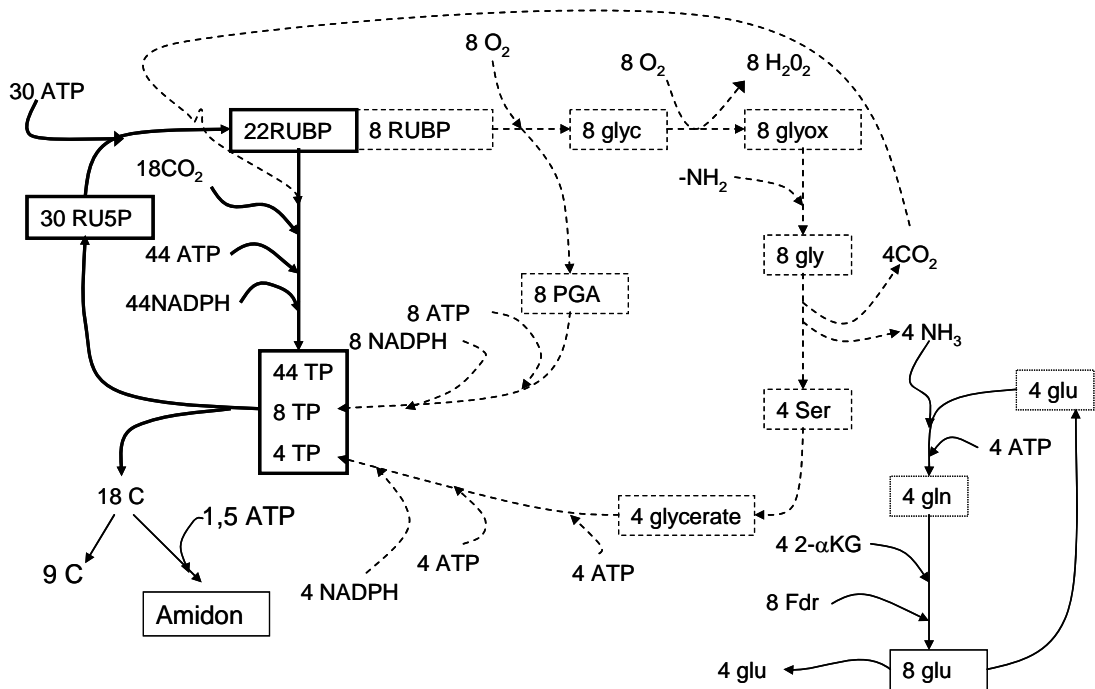 8 O₂
8 O₂
8 H₂0₂
30 ATP
22RUBP
8 RUBP
8 glyc
8 glyox
18CO₂
-NH₂
30 RU5P
44 ATP
8 gly
4CO₂
44NADPH
8 PGA
8 ATP
8 NADPH
4 NH₃
44 TP
8 TP
4 TP
4 Ser
4 glu
4 ATP
18 C
1,5 ATP
4 gln
4 glycerate
4 2-αKG
9 C
4 ATP
4 ATP
4 NADPH
8 Fdr
Amidon
4 glu
8 glu